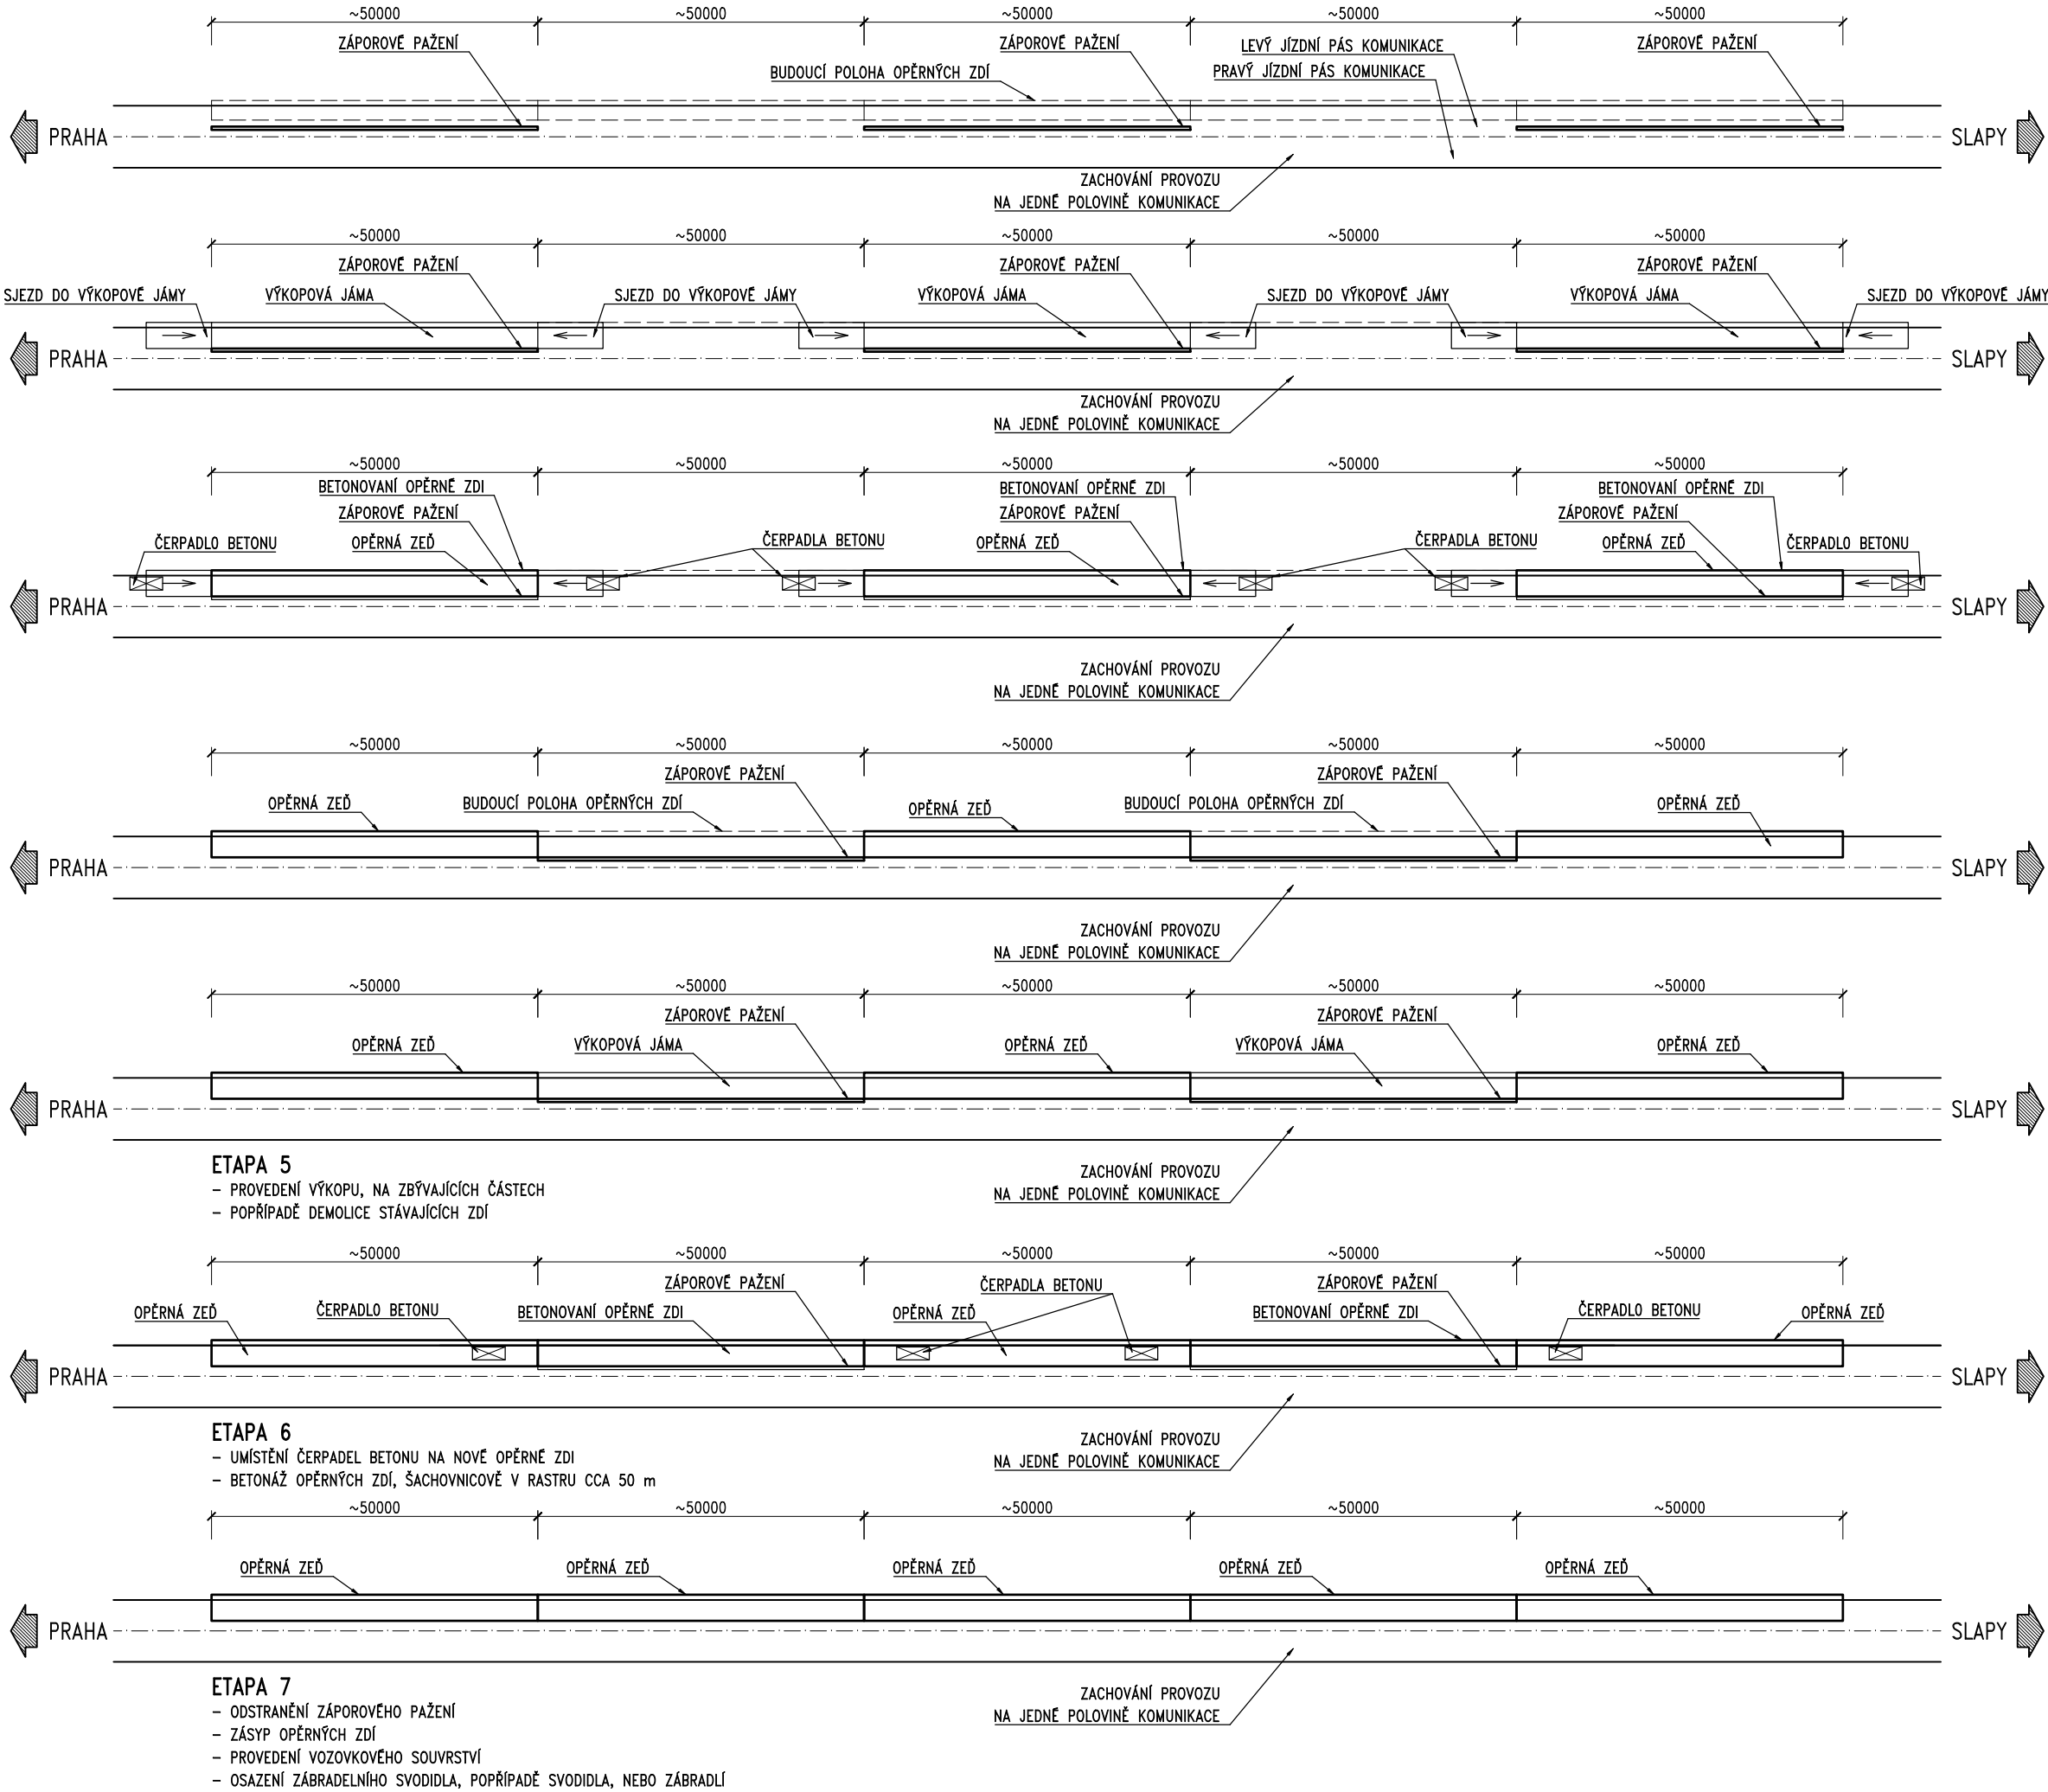 ~50000 ~50000 ~50000 ~50000 ~50000
ZÁPOROVÉ PAŽENÍ ZÁPOROVÉ PAŽENÍ LEVÝ JÍZDNÍ PÁS KOMUNIKACE ZÁPOROVÉ PAŽENÍ
BUDOUCÍ POLOHA OPĚRNÝCH ZDÍ PRAVÝ JÍZDNÍ PÁS KOMUNIKACE
PRAHA SLAPY
ZACHOVÁNÍ PROVOZU
NA JEDNÉ POLOVINĚ KOMUNIKACE
~50000 ~50000 ~50000 ~50000 ~50000
ZÁPOROVÉ PAŽENÍ ZÁPOROVÉ PAŽENÍ ZÁPOROVÉ PAŽENÍ
SJEZD DO VÝKOPOVÉ JÁMY VÝKOPOVÁ JÁMA SJEZD DO VÝKOPOVÉ JÁMY VÝKOPOVÁ JÁMA SJEZD DO VÝKOPOVÉ JÁMY VÝKOPOVÁ JÁMA SJEZD DO VÝKOPOVÉ JÁMY
PRAHA SLAPY
ZACHOVÁNÍ PROVOZU
NA JEDNÉ POLOVINĚ KOMUNIKACE
~50000 ~50000 ~50000 ~50000 ~50000
BETONOVANÍ OPĚRNÉ ZDI BETONOVANÍ OPĚRNÉ ZDI BETONOVANÍ OPĚRNÉ ZDI
ZÁPOROVÉ PAŽENÍ ZÁPOROVÉ PAŽENÍ ZÁPOROVÉ PAŽENÍ
ČERPADLO BETONU OPĚRNÁ ZEĎ ČERPADLA BETONU OPĚRNÁ ZEĎ ČERPADLA BETONU OPĚRNÁ ZEĎ ČERPADLO BETONU
PRAHA SLAPY
ZACHOVÁNÍ PROVOZU
NA JEDNÉ POLOVINĚ KOMUNIKACE
~50000 ~50000 ~50000 ~50000 ~50000
ZÁPOROVÉ PAŽENÍ ZÁPOROVÉ PAŽENÍ
OPĚRNÁ ZEĎ BUDOUCÍ POLOHA OPĚRNÝCH ZDÍ OPĚRNÁ ZEĎ BUDOUCÍ POLOHA OPĚRNÝCH ZDÍ OPĚRNÁ ZEĎ
PRAHA SLAPY
ZACHOVÁNÍ PROVOZU
NA JEDNÉ POLOVINĚ KOMUNIKACE
~50000 ~50000 ~50000 ~50000 ~50000
ZÁPOROVÉ PAŽENÍ ZÁPOROVÉ PAŽENÍ
OPĚRNÁ ZEĎ VÝKOPOVÁ JÁMA OPĚRNÁ ZEĎ VÝKOPOVÁ JÁMA OPĚRNÁ ZEĎ
PRAHA SLAPY
ZACHOVÁNÍ PROVOZU
NA JEDNÉ POLOVINĚ KOMUNIKACE
ETAPA 5
– PROVEDENÍ VÝKOPU, NA ZBÝVAJÍCÍCH ČÁSTECH
– POPŘÍPADĚ DEMOLICE STÁVAJÍCÍCH ZDÍ
~50000 ~50000 ~50000 ~50000 ~50000
ZÁPOROVÉ PAŽENÍ ČERPADLA BETONU ZÁPOROVÉ PAŽENÍ
OPĚRNÁ ZEĎ ČERPADLO BETONU BETONOVANÍ OPĚRNÉ ZDI OPĚRNÁ ZEĎ BETONOVANÍ OPĚRNÉ ZDI ČERPADLO BETONU OPĚRNÁ ZEĎ
PRAHA SLAPY
ZACHOVÁNÍ PROVOZU
NA JEDNÉ POLOVINĚ KOMUNIKACE
ETAPA 6
– UMÍSTĚNÍ ČERPADEL BETONU NA NOVÉ OPĚRNÉ ZDI
– BETONÁŽ OPĚRNÝCH ZDÍ, ŠACHOVNICOVĚ V RASTRU CCA 50 m
~50000 ~50000 ~50000 ~50000 ~50000
OPĚRNÁ ZEĎ OPĚRNÁ ZEĎ OPĚRNÁ ZEĎ OPĚRNÁ ZEĎ OPĚRNÁ ZEĎ
PRAHA SLAPY
ZACHOVÁNÍ PROVOZU
NA JEDNÉ POLOVINĚ KOMUNIKACE
ETAPA 7
– ODSTRANĚNÍ ZÁPOROVÉHO PAŽENÍ
– ZÁSYP OPĚRNÝCH ZDÍ
– PROVEDENÍ VOZOVKOVÉHO SOUVRSTVÍ
– OSAZENÍ ZÁBRADELNÍHO SVODIDLA, POPŘÍPADĚ SVODIDLA, NEBO ZÁBRADLÍ